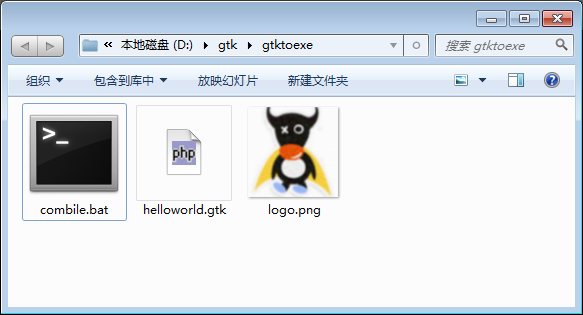 « 本地磁盘 (D:) ▸ gtk ▸ gtktoexe
搜索 gtktoexe
组织 包含到库中 放映幻灯片 新建文件夹
>_
php
combile.bat helloworld.gtk logo.png